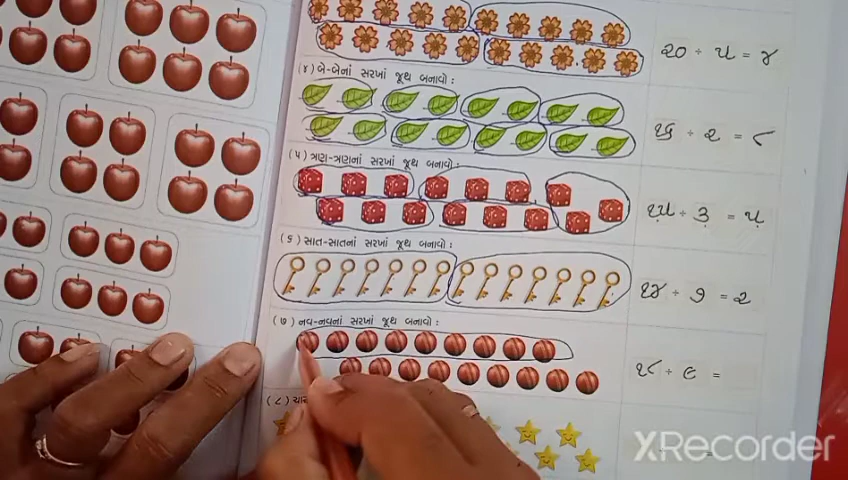 ૨૦ ÷ ૫ = ૪
(૪) બે-બેનાં સરખાં જૂથ બનાવો :
૧૬ ÷ ૨ = ૮
(૫) ત્રણ-ત્રણનાં સરખાં જૂથ બનાવો :
૧૫ ÷ ૩ = ૫
(૬) સાત-સાતનાં સરખાં જૂથ બનાવો :
૧૪ ÷ ૭ = ૨
(૭) નવ-નવનાં સરખાં જૂથ બનાવો :
૧૮ ÷ ૯ =
(૮)
XRecorder